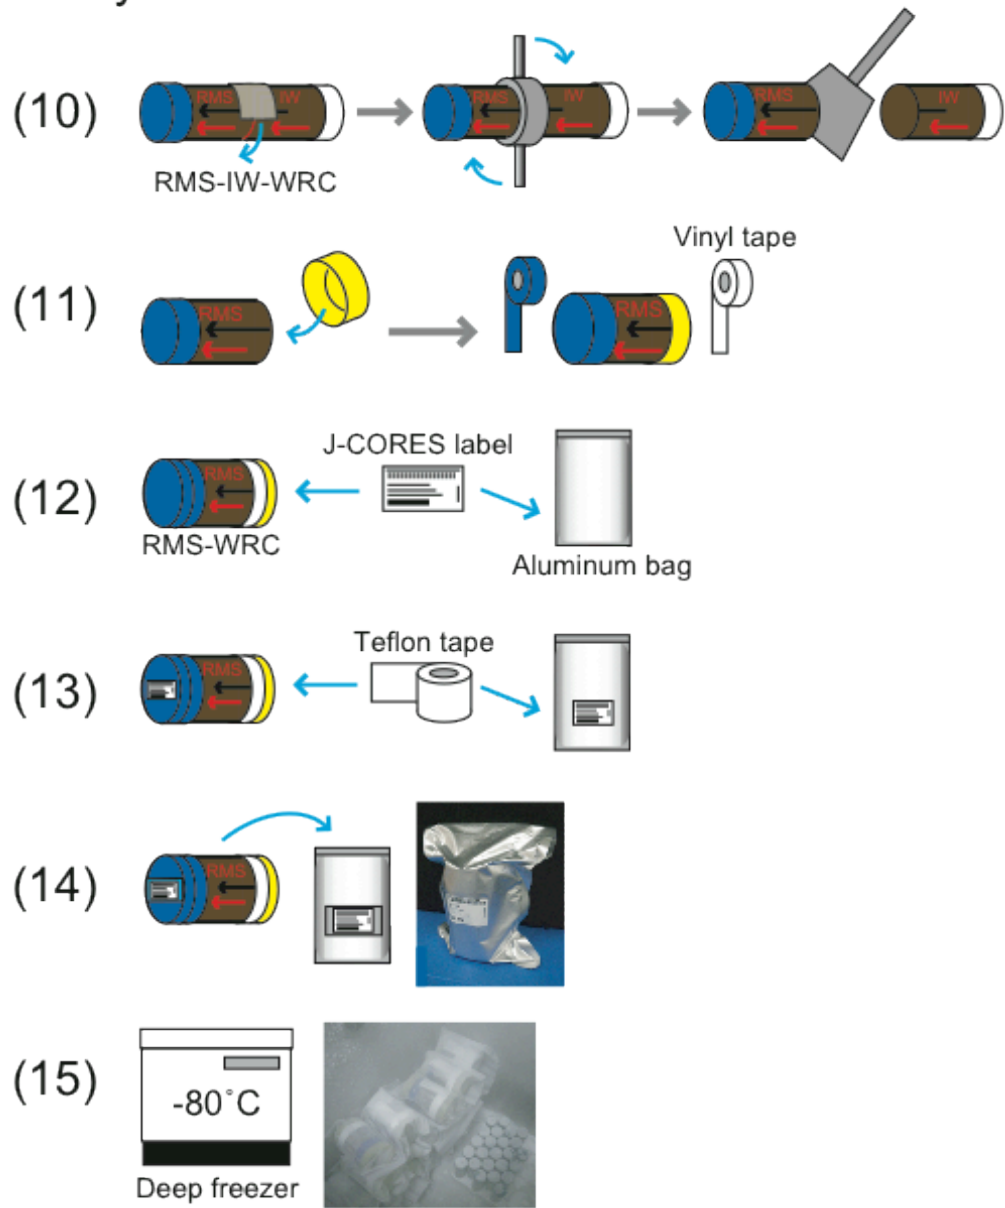 (10)
RMS IW
RMS IW
RMS
IW
RMS-IW-WRC
Vinyl tape
(11)
RMS
RMS
J-CORES label
(12)
RMS
RMS-WRC
Aluminum bag
Teflon tape
(13)
RMS
(14)
RMS
(15)
-80°C
Deep freezer